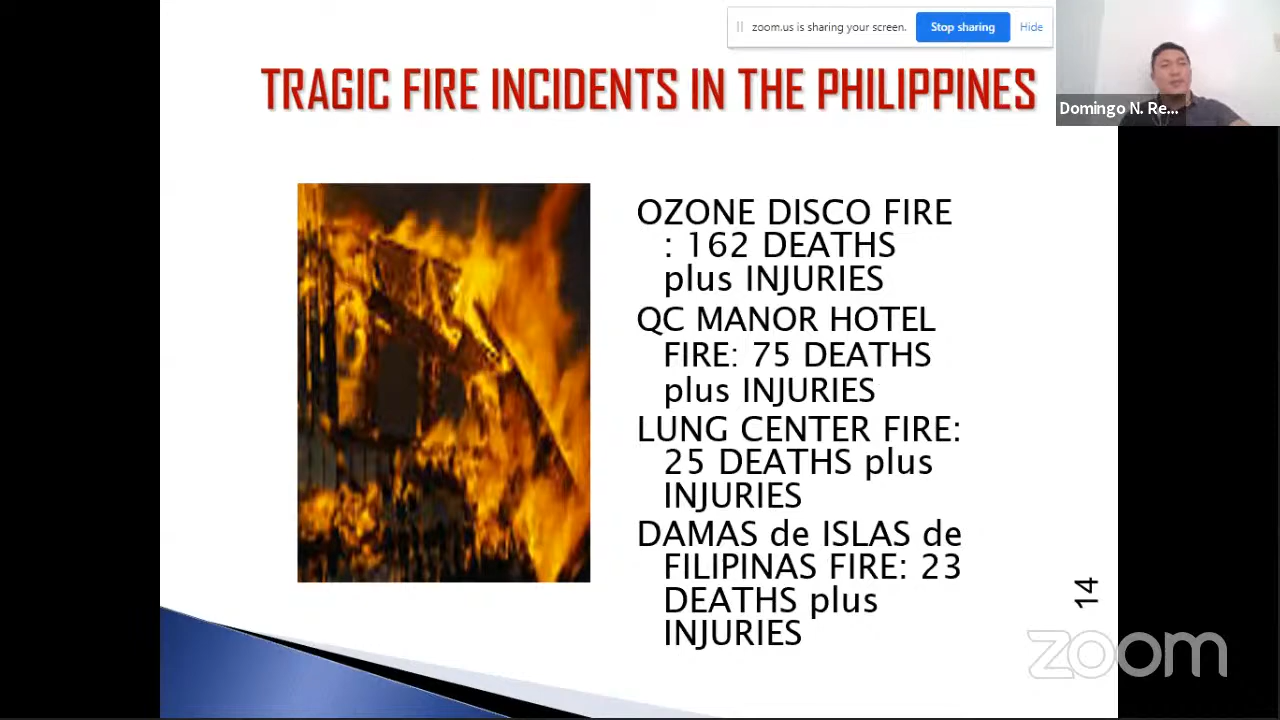 zoom.us is sharing your screen. Stop sharing Hide
TRAGIC FIRE INCIDENTS IN THE PHILIPPINES
Domingo N. Re...
OZONE DISCO FIRE
: 162 DEATHS
plus INJURIES
QC MANOR HOTEL
FIRE: 75 DEATHS
plus INJURIES
LUNG CENTER FIRE:
25 DEATHS plus
INJURIES
DAMAS de ISLAS de
FILIPINAS FIRE: 23
DEATHS plus
INJURIES
14
zoom